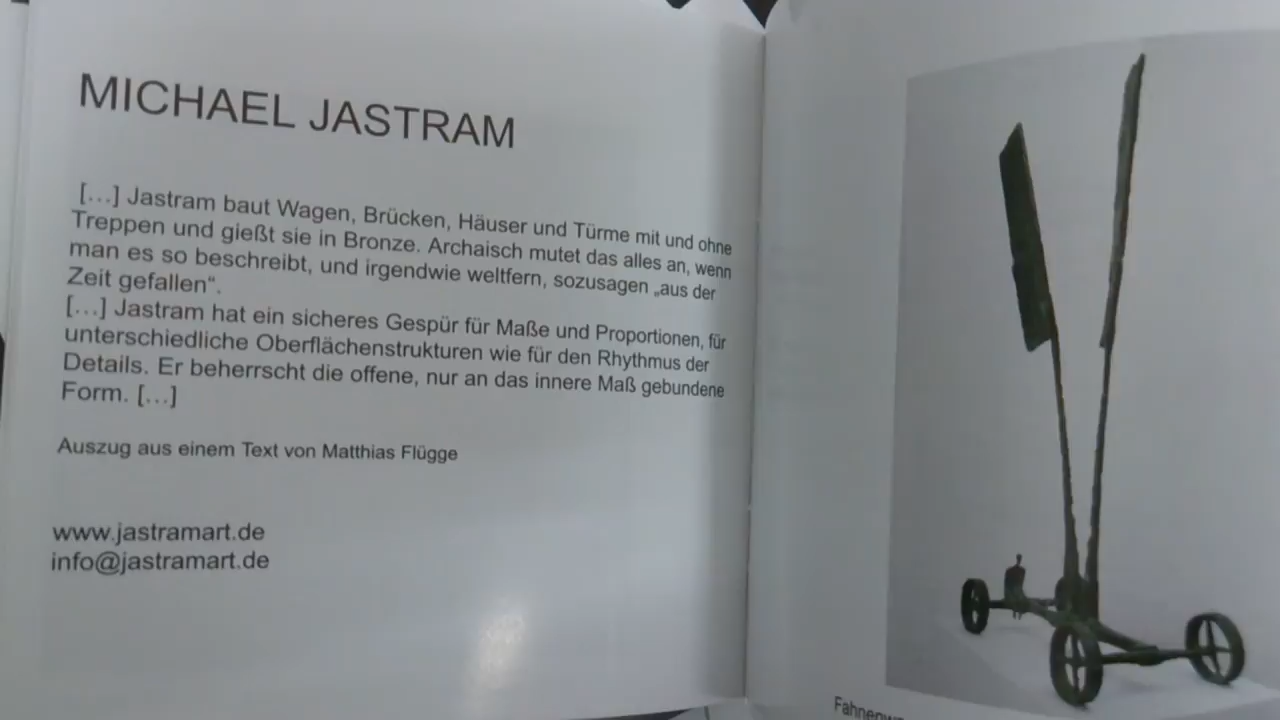 MICHAEL JASTRAM
[...] Jastram baut Wagen, Brücken, Häuser und Türme mit und ohne
Treppen und gießt sie in Bronze. Archaisch mutet das alles an, wenn
man es so beschreibt, und irgendwie weltfern, sozusagen „aus der
Zeit gefallen“.
[...] Jastram hat ein sicheres Gespür für Maße und Proportionen, für
unterschiedliche Oberflächenstrukturen wie für den Rhythmus der
Details. Er beherrscht die offene, nur an das innere Maß gebundene
Form. [...]
Auszug aus einem Text von Matthias Flügge
www.jastramart.de
info@jastramart.de